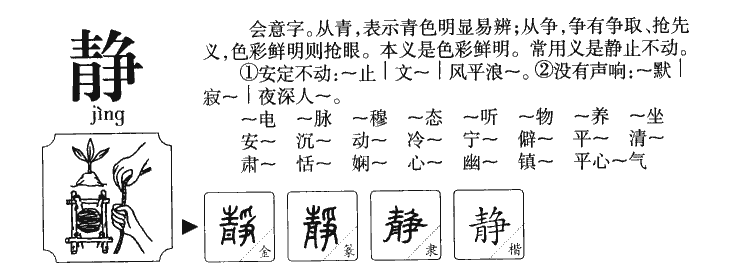 静
jìng
会意字。从青,表示青色明显易辨;从争,争有争取、抢先
义,色彩鲜明则抢眼。本义是色彩鲜明。常用义是静止不动。
①安定不动:～止｜文～｜风平浪～。②没有声响:～默｜
寂～｜夜深人～。
～电 ～脉 ～穆 ～态 ～听 ～物 ～养 ～坐
安～ 沉～ 动～ 冷～ 宁～ 僻～ 平～ 清～
肃～ 恬～ 娴～ 心～ 幽～ 镇～ 平心～气
靜 金 靜 篆 静 隶 静 楷